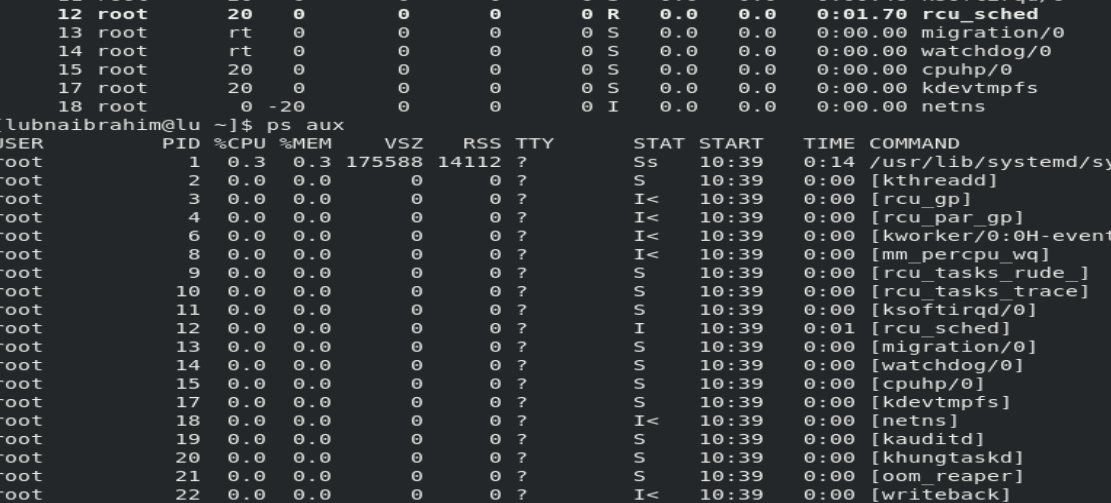 12 root 20 0 0 0 R 0.0 0.0 0:01.70 rcu_sched
13 root rt 0 0 0 S 0.0 0.0 0:00.00 migration/0
14 root rt 0 0 0 S 0.0 0.0 0:00.00 watchdog/0
15 root 20 0 0 0 S 0.0 0.0 0:00.00 cpuhp/0
17 root 20 0 0 0 S 0.0 0.0 0:00.00 kdevtmpfs
18 root 0 -20 0 0 I 0.0 0.0 0:00.00 netns
[lubnaibrahim@lu ~]$ ps aux
USER PID %CPU %MEM VSZ RSS TTY STAT START TIME COMMAND
root 1 0.3 0.3 175588 14112 ? Ss 10:39 0:14 /usr/lib/systemd/sy
root 2 0.0 0.0 0 0 ? S 10:39 0:00 [kthreadd]
root 3 0.0 0.0 0 0 ? I< 10:39 0:00 [rcu_gp]
root 4 0.0 0.0 0 0 ? I< 10:39 0:00 [rcu_par_gp]
root 6 0.0 0.0 0 0 ? I< 10:39 0:00 [kworker/0:0H-event
root 8 0.0 0.0 0 0 ? I< 10:39 0:00 [mm_percpu_wq]
root 9 0.0 0.0 0 0 ? S 10:39 0:00 [rcu_tasks_rude_]
root 10 0.0 0.0 0 0 ? S 10:39 0:00 [rcu_tasks_trace]
root 11 0.0 0.0 0 0 ? S 10:39 0:00 [ksoftirqd/0]
root 12 0.0 0.0 0 0 ? I 10:39 0:01 [rcu_sched]
root 13 0.0 0.0 0 0 ? S 10:39 0:00 [migration/0]
root 14 0.0 0.0 0 0 ? S 10:39 0:00 [watchdog/0]
root 15 0.0 0.0 0 0 ? S 10:39 0:00 [cpuhp/0]
root 17 0.0 0.0 0 0 ? S 10:39 0:00 [kdevtmpfs]
root 18 0.0 0.0 0 0 ? I< 10:39 0:00 [netns]
root 19 0.0 0.0 0 0 ? S 10:39 0:00 [kauditd]
root 20 0.0 0.0 0 0 ? S 10:39 0:00 [khungtaskd]
root 21 0.0 0.0 0 0 ? S 10:39 0:00 [oom_reaper]
root 22 0.0 0.0 0 0 ? I< 10:39 0:00 [writeback]